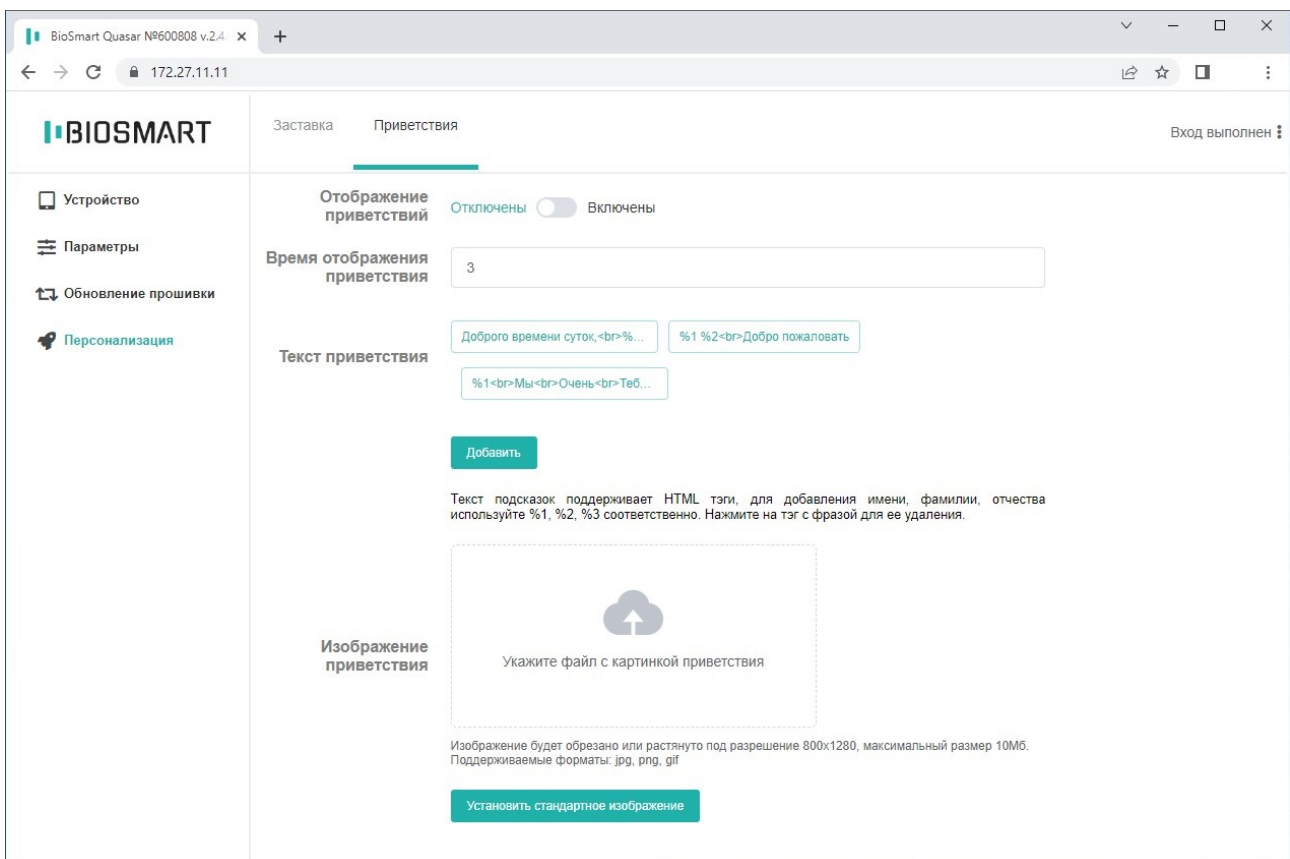 BioSmart Quasar №600808 v.2.4.
172.27.11.11
BIOSMART
Заставка Приветствия
Вход выполнен
Устройство
Параметры
Обновление прошивки
Персонализация
Отображение
приветствий
Отключены Включены
Время отображения
приветствия
3
Текст приветствия
Доброго времени суток,<br>%... %1 %2<br>Добро пожаловать
%1<br>Мы<br>Очень<br>Теб...
Добавить
Текст подсказок поддерживает HTML тэги, для добавления имени, фамилии, отчества
используйте %1, %2, %3 соответственно. Нажмите на тэг с фразой для ее удаления.
Изображение
приветствия
Укажите файл с картинкой приветствия
Изображение будет обрезано или растянуто под разрешение 800x1280, максимальный размер 10Мб.
Поддерживаемые форматы: jpg, png, gif
Установить стандартное изображение